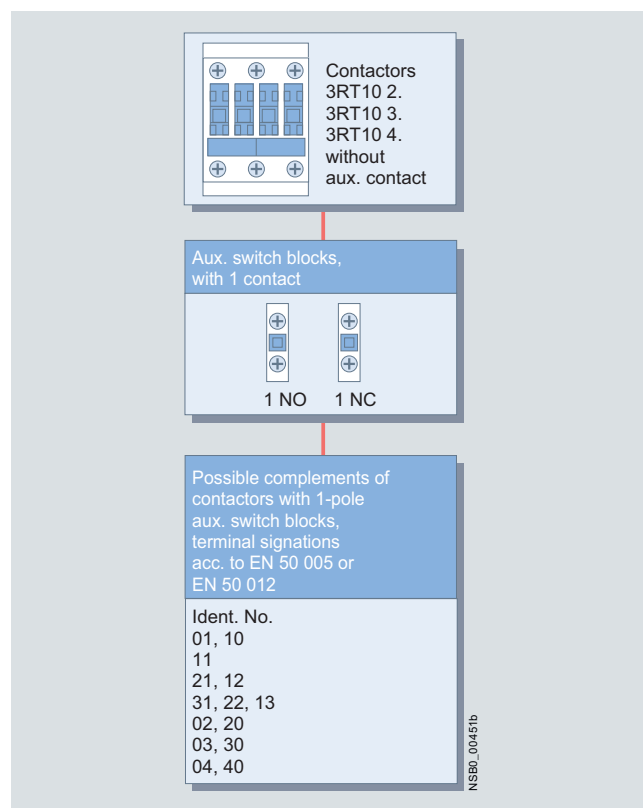 Contactors
3RT10 2.
3RT10 3.
3RT10 4.
without
aux. contact
Aux. switch blocks,
with 1 contact
1 NO
1 NC
Possible complements of
contactors with 1-pole
aux. switch blocks,
terminal signations
acc. to EN 50 005 or
EN 50 012
Ident. No.
01, 10
11
21, 12
31, 22, 13
02, 20
03, 30
04, 40
NSB0_00451b